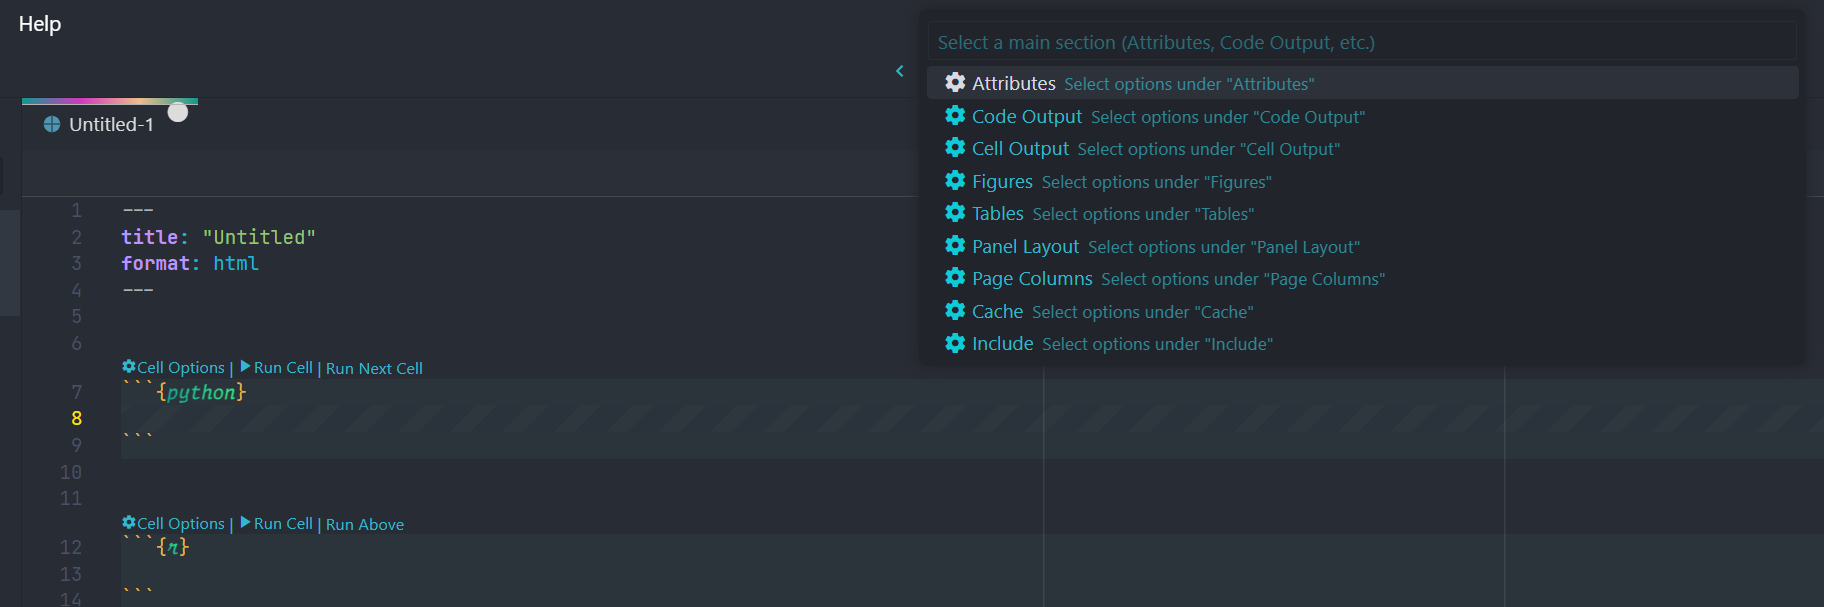 Help
Select a main section (Attributes, Code Output, etc.)
Attributes Select options under "Attributes"
Code Output Select options under "Code Output"
Cell Output Select options under "Cell Output"
Figures Select options under "Figures"
Tables Select options under "Tables"
Panel Layout Select options under "Panel Layout"
Page Columns Select options under "Page Columns"
Cache Select options under "Cache"
Include Select options under "Include"
Untitled-1
1 ---
2 title: "Untitled"
3 format: html
4 ---
5
6
Cell Options | Run Cell | Run Next Cell
7 ```{python}
8
9 ```
10
11
Cell Options | Run Cell | Run Above
12 ```{r}
13
14 ```